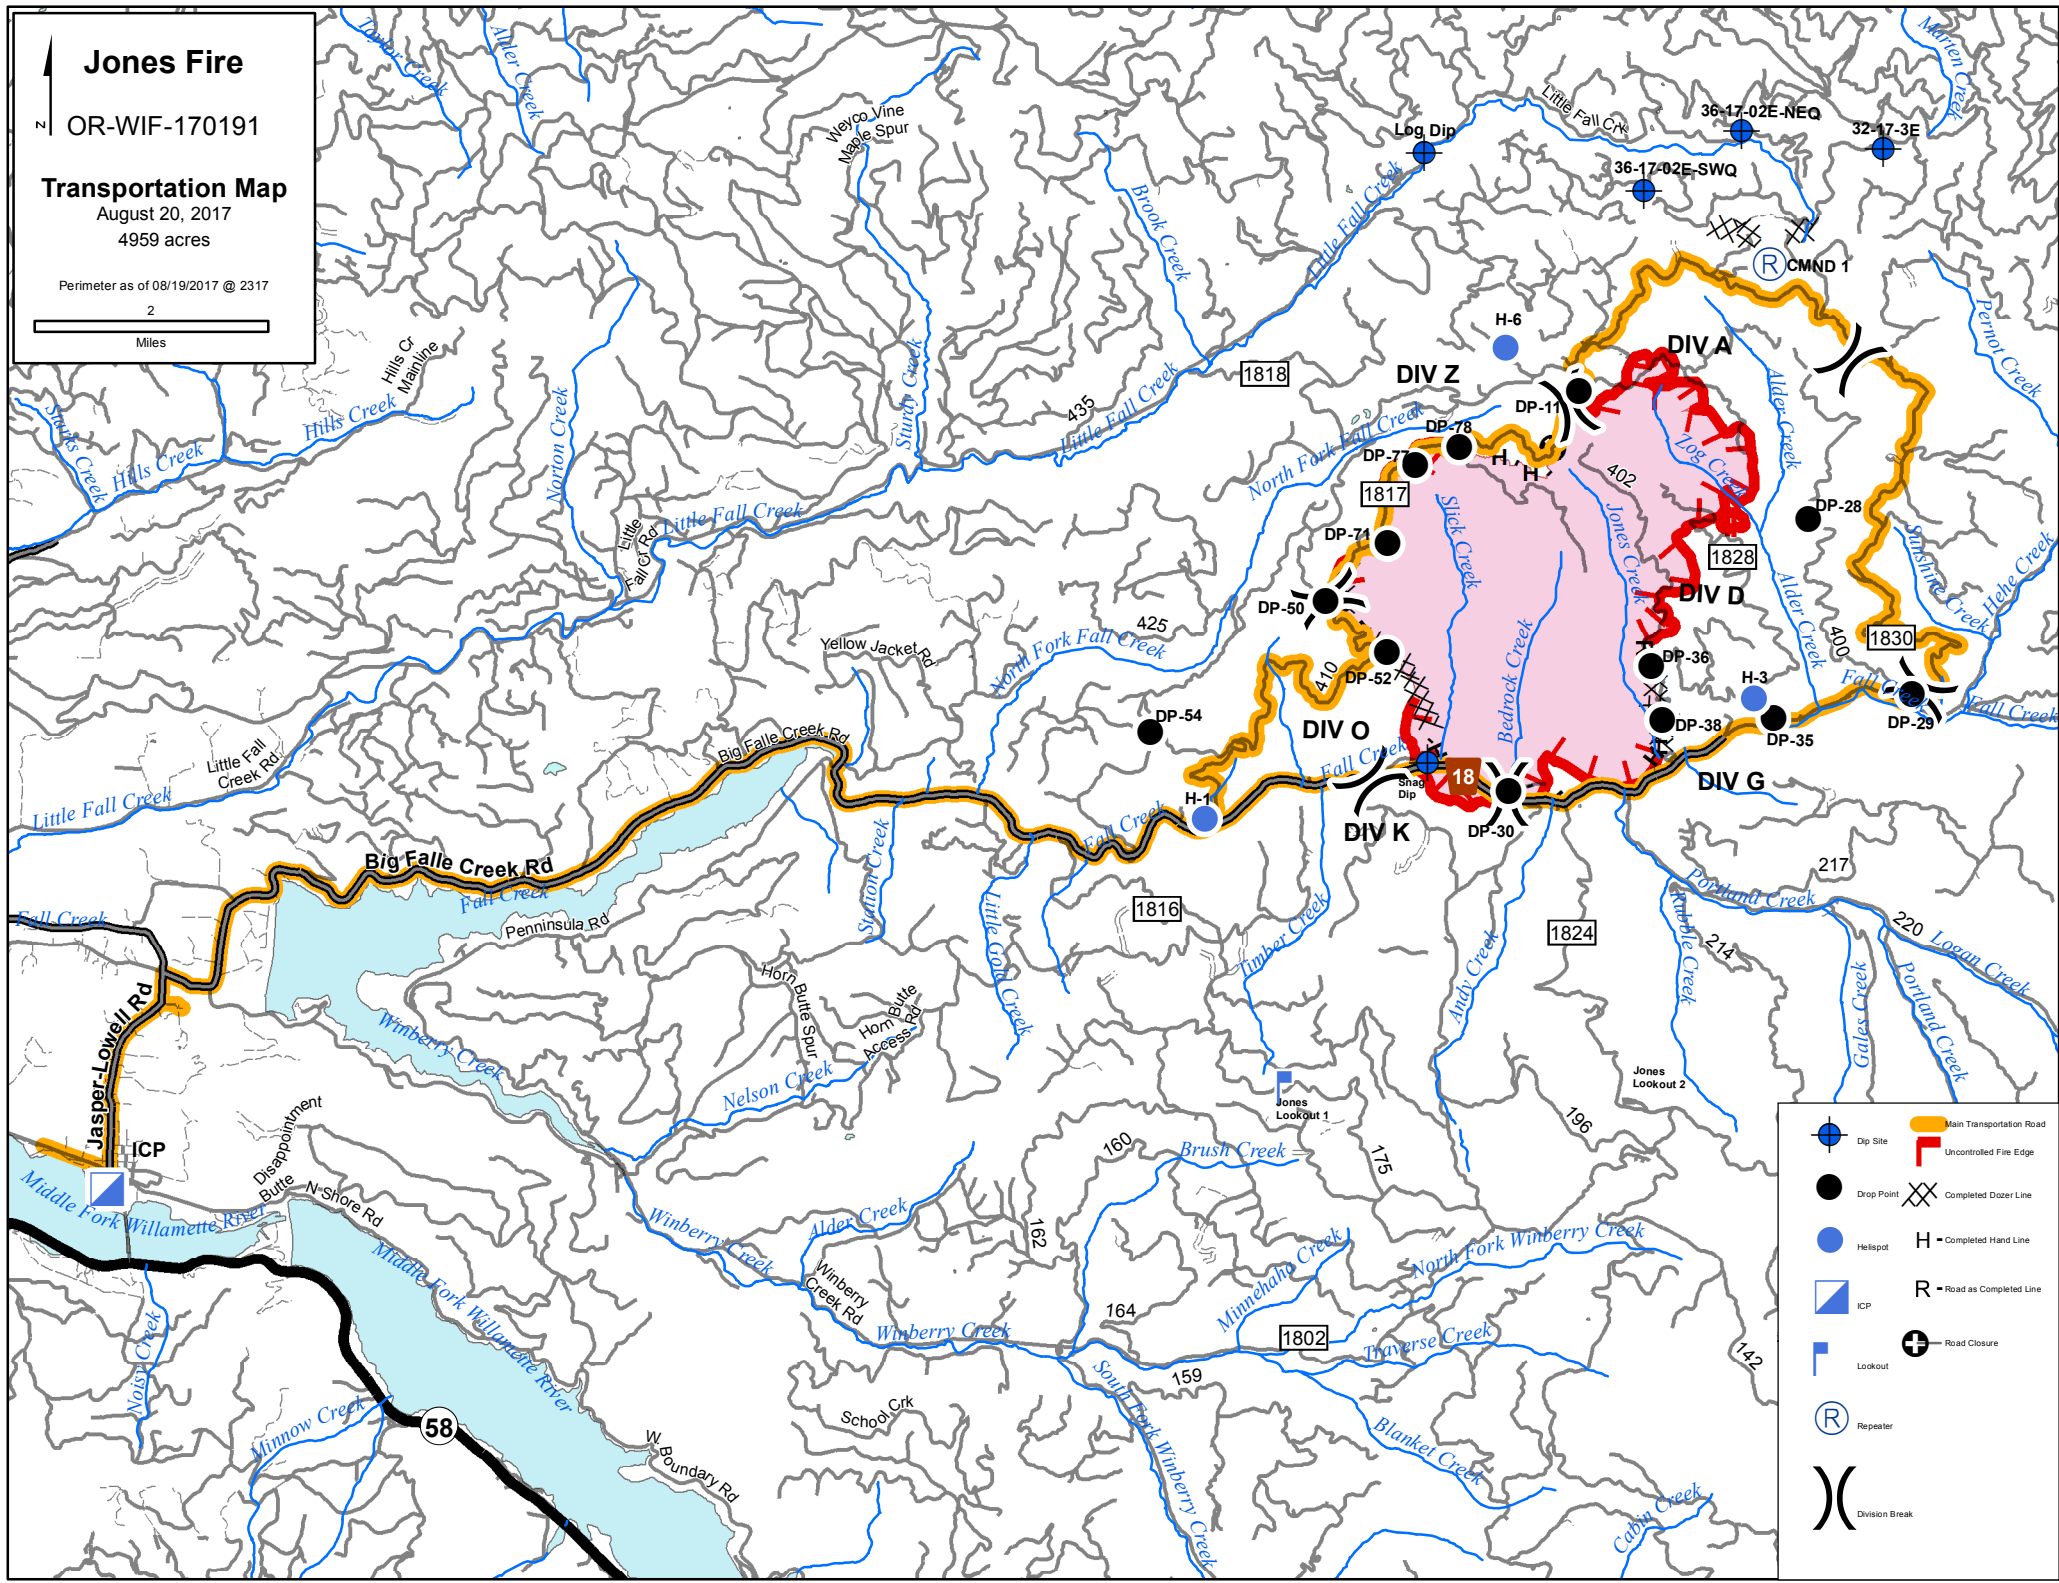 Jones Fire
N
OR-WIF-170191
Transportation Map
August 20, 2017
4959 acres
Perimeter as of 08/19/2017 @ 2317
2
Miles
Taylor Creek
Alder Creek
Weyco Vine
Maple Spur
Brook Creek
Little Fall Creek
Log Dip
Little Fall Crk
36-17-02E-NEQ
32-17-3E
36-17-02E-SWQ
Marten Creek
R
CMND 1
Pernot Creek
H-6
DIV A
DIV Z
1818
Hills Cr
Mainline
Hills Creek
Hills Creek
Starks Creek
Norton Creek
Sturdy Creek
435
Little Fall Creek
North Fork Fall Creek
DP-11
DP-78
DP-77
H
H
1817
402
Log Creek
Alder Creek
Slick Creek
Jones Creek
DP-28
DP-71
1828
Sunshine Creek
Hehe Creek
Little
Fall Cr Rd
Little Fall Creek
DP-50
DIV D
Alder Creek
400
1830
425
Yellow Jacket Rd
North Fork Fall Creek
DP-52
410
Bedrock Creek
DP-36
H-3
Fall Creek
Fall Creek
DP-38
DP-35
DP-29
DP-54
DIV O
Big Falle Creek Rd
Little Fall
Creek Rd
Little Fall Creek
Fall Creek
Snag
Dip
18
DIV G
H-1
DIV K
DP-30
Fall Creek
Big Falle Creek Rd
Fall Creek
Penninsula Rd
Fall Creek
Station Creek
Little Gold Creek
1816
Timber Creek
Andy Creek
1824
217
Portland Creek
Rubble Creek
214
220
Logan Creek
Gales Creek
Portland Creek
Horn Butte Spur
Horn Butte
Access Rd
Winberry Creek
Nelson Creek
Jasper-Lowell Rd
Jones
Lookout 1
Jones
Lookout 2
ICP
Disappointment
Butte
N Shore Rd
Middle Fork Willamette River
Middle Fork Willamette River
160
Brush Creek
175
196
162
Alder Creek
Winberry Creek
Winberry
Creek Rd
Minnehaha Creek
North Fork Winberry Creek
164
Winberry Creek
1802
Traverse Creek
159
142
Noisy Creek
Minnow Creek
58
School Crk
South Fork Winberry Creek
Blanket Creek
W. Boundary Rd
Cabin Creek
Dip Site
Main Transportation Road
Uncontrolled Fire Edge
Drop Point
Completed Dozer Line
Helispot
H - Completed Hand Line
ICP
R - Road as Completed Line
Lookout
Road Closure
R
Repeater
Division Break